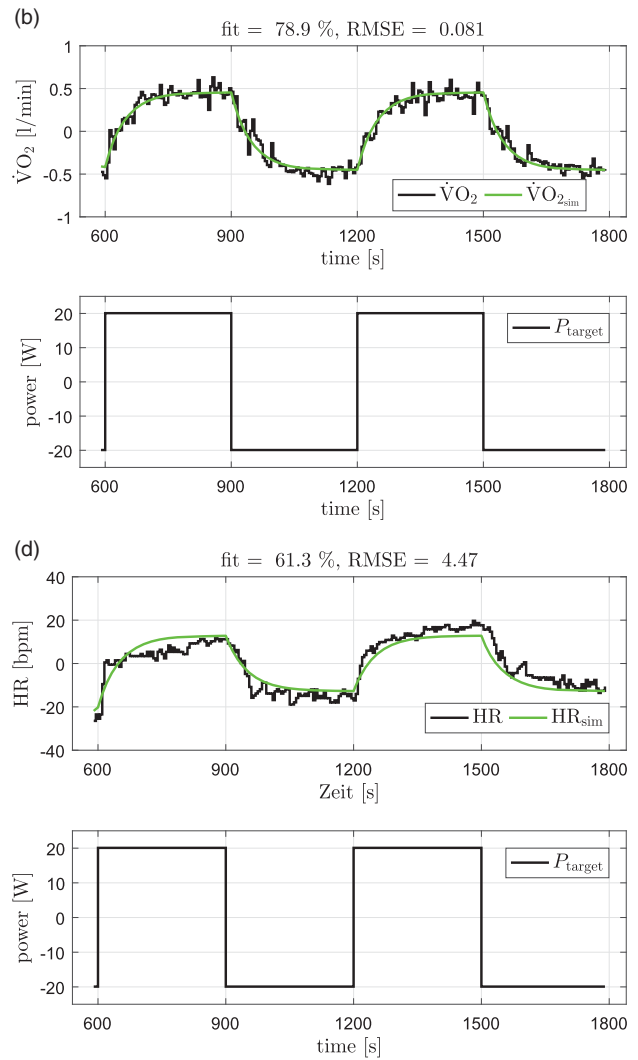 (b)
fit = 78.9 %, RMSE = 0.081
1
0.5
0
-0.5
-1
V̇O₂ [l/min]
V̇O₂ V̇O₂sim
600 900 1200 1500 1800
time [s]
20
10
0
-10
-20
power [W]
Ptarget
600 900 1200 1500 1800
time [s]
(d)
fit = 61.3 %, RMSE = 4.47
40
20
0
-20
-40
HR [bpm]
HR HRsim
600 900 1200 1500 1800
Zeit [s]
20
10
0
-10
-20
power [W]
Ptarget
600 900 1200 1500 1800
time [s]